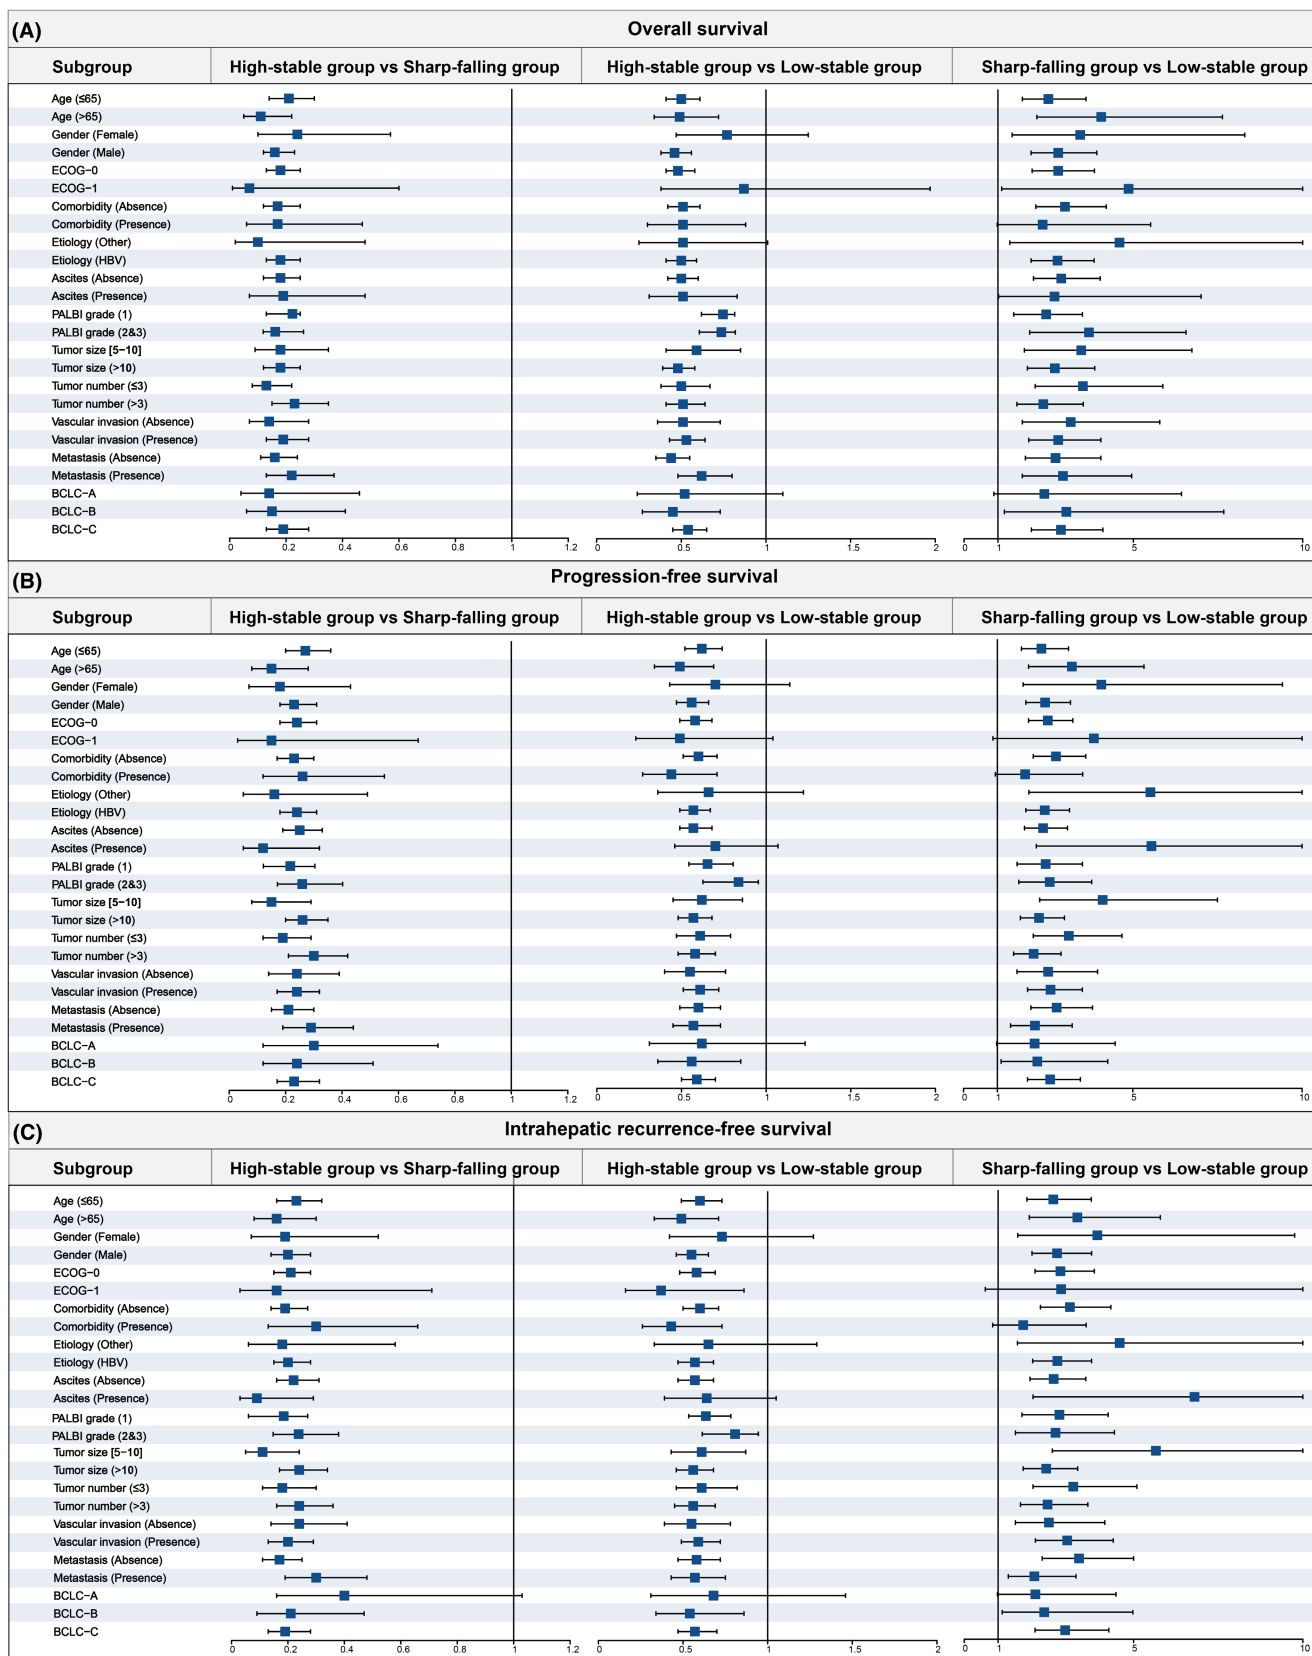 (A)
Overall survival
Subgroup High-stable group vs Sharp-falling group High-stable group vs Low-stable group Sharp-falling group vs Low-stable group
Age (≤65)
Age (>65)
Gender (Female)
Gender (Male)
ECOG−0
ECOG−1
Comorbidity (Absence)
Comorbidity (Presence)
Etiology (Other)
Etiology (HBV)
Ascites (Absence)
Ascites (Presence)
PALBI grade (1)
PALBI grade (2&3)
Tumor size [5−10]
Tumor size (>10)
Tumor number (≤3)
Tumor number (>3)
Vascular invasion (Absence)
Vascular invasion (Presence)
Metastasis (Absence)
Metastasis (Presence)
BCLC−A
BCLC−B
BCLC−C
0 0.2 0.4 0.6 0.8 1 1.2 0 0.5 1 1.5 2 0 1 5 10
(B)
Progression-free survival
Subgroup High-stable group vs Sharp-falling group High-stable group vs Low-stable group Sharp-falling group vs Low-stable group
Age (≤65)
Age (>65)
Gender (Female)
Gender (Male)
ECOG−0
ECOG−1
Comorbidity (Absence)
Comorbidity (Presence)
Etiology (Other)
Etiology (HBV)
Ascites (Absence)
Ascites (Presence)
PALBI grade (1)
PALBI grade (2&3)
Tumor size [5−10]
Tumor size (>10)
Tumor number (≤3)
Tumor number (>3)
Vascular invasion (Absence)
Vascular invasion (Presence)
Metastasis (Absence)
Metastasis (Presence)
BCLC−A
BCLC−B
BCLC−C
0 0.2 0.4 0.6 0.8 1 1.2 0 0.5 1 1.5 2 0 1 5 10
(C)
Intrahepatic recurrence-free survival
Subgroup High-stable group vs Sharp-falling group High-stable group vs Low-stable group Sharp-falling group vs Low-stable group
Age (≤65)
Age (>65)
Gender (Female)
Gender (Male)
ECOG−0
ECOG−1
Comorbidity (Absence)
Comorbidity (Presence)
Etiology (Other)
Etiology (HBV)
Ascites (Absence)
Ascites (Presence)
PALBI grade (1)
PALBI grade (2&3)
Tumor size [5−10]
Tumor size (>10)
Tumor number (≤3)
Tumor number (>3)
Vascular invasion (Absence)
Vascular invasion (Presence)
Metastasis (Absence)
Metastasis (Presence)
BCLC−A
BCLC−B
BCLC−C
0 0.2 0.4 0.6 0.8 1 1.2 0 0.5 1 1.5 2 0 1 5 10